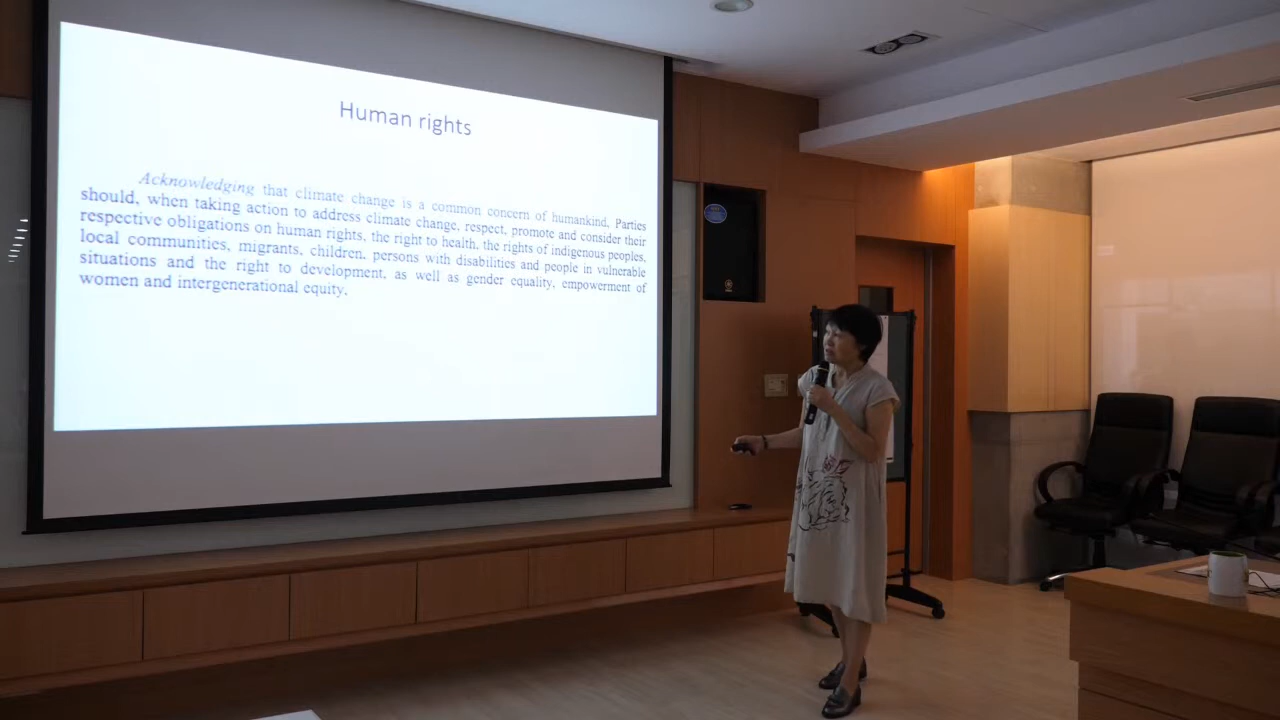 Human rights
Acknowledging that climate change is a common concern of humankind, Parties
should, when taking action to address climate change, respect, promote and consider their
respective obligations on human rights, the right to health, the rights of indigenous peoples,
local communities, migrants, children, persons with disabilities and people in vulnerable
situations and the right to development, as well as gender equality, empowerment of
women and intergenerational equity,